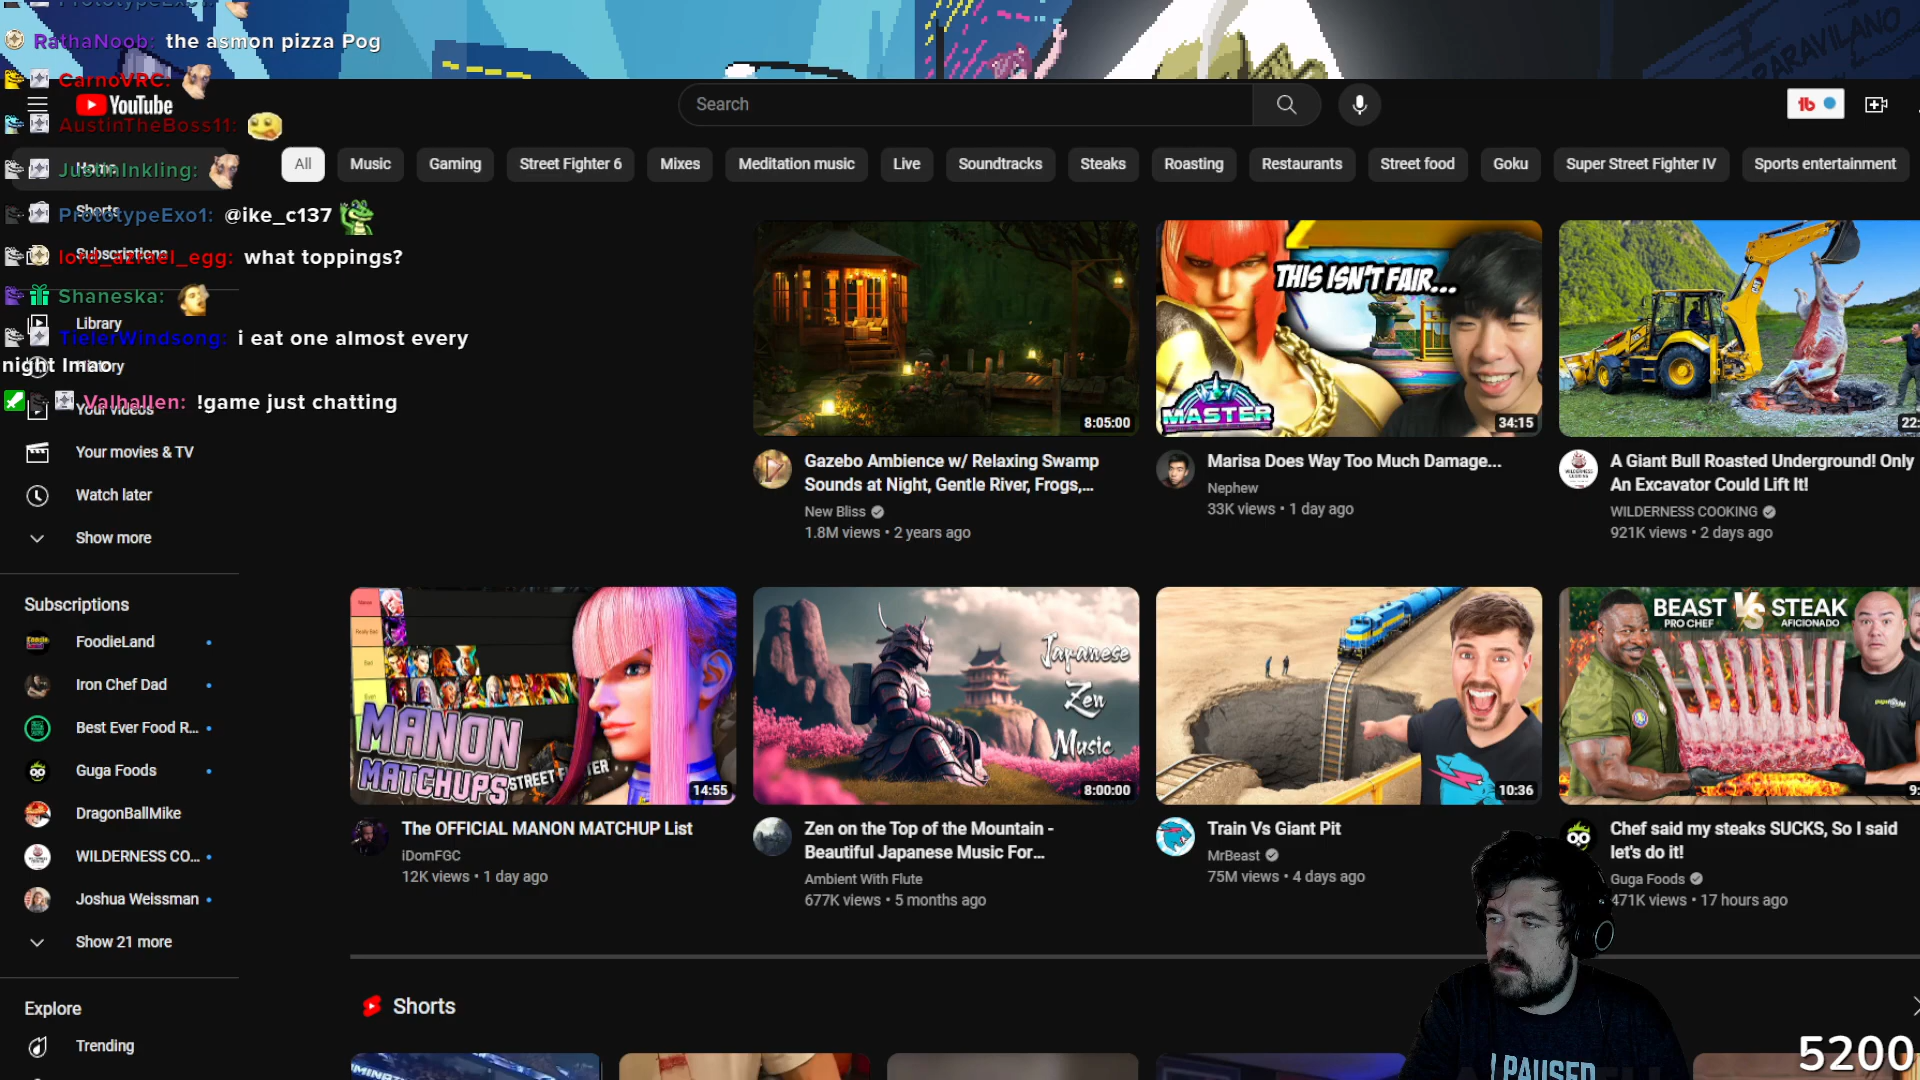 RathaNoob: the asmon pizza Pog
CarnoVRC:
YouTube
Search
AustinTheBoss11:
All
Music
Gaming
Street Fighter 6
Mixes
Meditation music
Live
Soundtracks
Steaks
Roasting
Restaurants
Street food
Goku
Super Street Fighter IV
Sports entertainment
Home
JustinInkling:
Shorts
PrototypeExo1: @ike_c137
Subscriptions
lord_azrael_egg: what toppings?
Shaneska:
Library
TielerWindsong: i eat one almost every
night lmao
History
Your videos
Valhallen: !game just chatting
Your movies & TV
Watch later
Show more
Subscriptions
FoodieLand
Iron Chef Dad
Best Ever Food R...
Guga Foods
DragonBallMike
WILDERNESS CO...
Joshua Weissman
Show 21 more
Explore
Trending
8:05:00
Gazebo Ambience w/ Relaxing Swamp
Sounds at Night, Gentle River, Frogs,...
New Bliss
1.8M views • 2 years ago
THIS ISN'T FAIR...
MASTER
34:15
Marisa Does Way Too Much Damage...
Nephew
33K views • 1 day ago
CAT
22:
A Giant Bull Roasted Underground! Only
An Excavator Could Lift It!
WILDERNESS COOKING
921K views • 2 days ago
MANON
MATCHUPS
STREET FIGHTER
14:55
The OFFICIAL MANON MATCHUP List
iDomFGC
12K views • 1 day ago
Japanese
Zen
Music
8:00:00
Zen on the Top of the Mountain -
Beautiful Japanese Music For...
Ambient With Flute
677K views • 5 months ago
10:36
Train Vs Giant Pit
MrBeast
75M views • 4 days ago
BEAST VS STEAK
PRO CHEF
AFICIONADO
9:
Chef said my steaks SUCKS, So I said
let's do it!
Guga Foods
471K views • 17 hours ago
Shorts
I PAUSED
5200